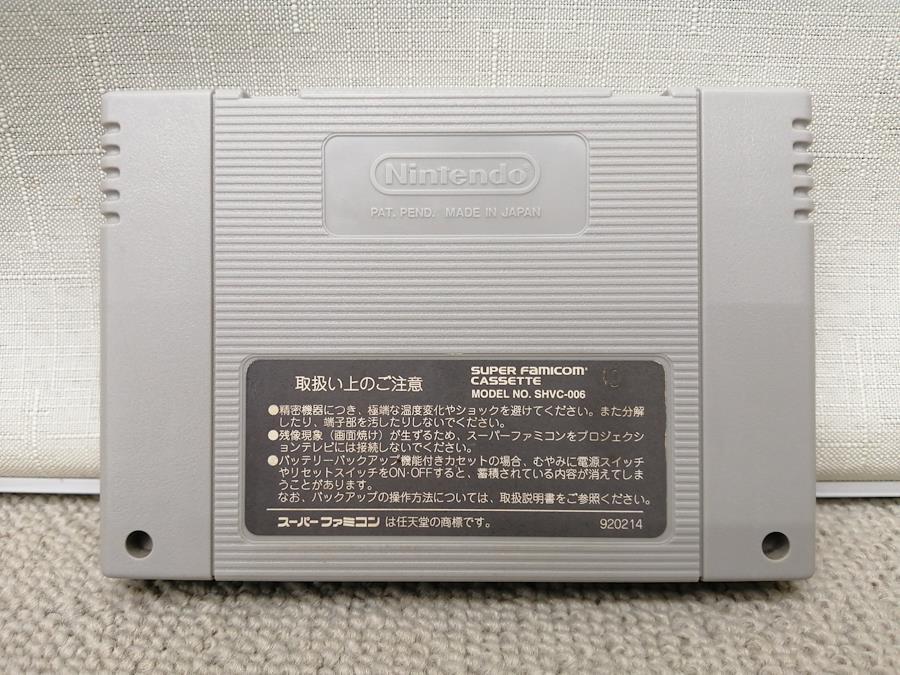 Nintendo®
PAT. PEND. MADE IN JAPAN
取扱い上のご注意
SUPER FAMICOM®
CASSETTE
MODEL NO. SHVC-006
●精密機器につき、極端な温度変化やショックを避けてください。また分解
したり、端子部を汚したりしないでください。
●残像現象（画面焼け）が生ずるため、スーパーファミコンをプロジェクシ
ョンテレビには接続しないでください。
●バッテリーバックアップ機能付きカセットの場合、むやみに電源スイッチ
やリセットスイッチをON・OFFすると、蓄積されている内容が消えてしま
うことがあります。
なお、バックアップの操作方法については、取扱説明書をご参照ください。
スーパーファミコン は任天堂の商標です。
920214